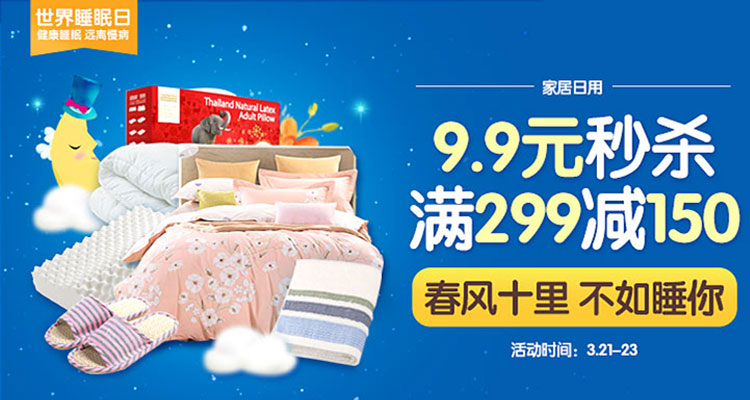 世界睡眠日
健康睡眠 远离慢病
Thailand Natural Latex
Adult Pillow
家居日用
9.9元秒杀
满299减150
春风十里 不如睡你
活动时间：3.21-23